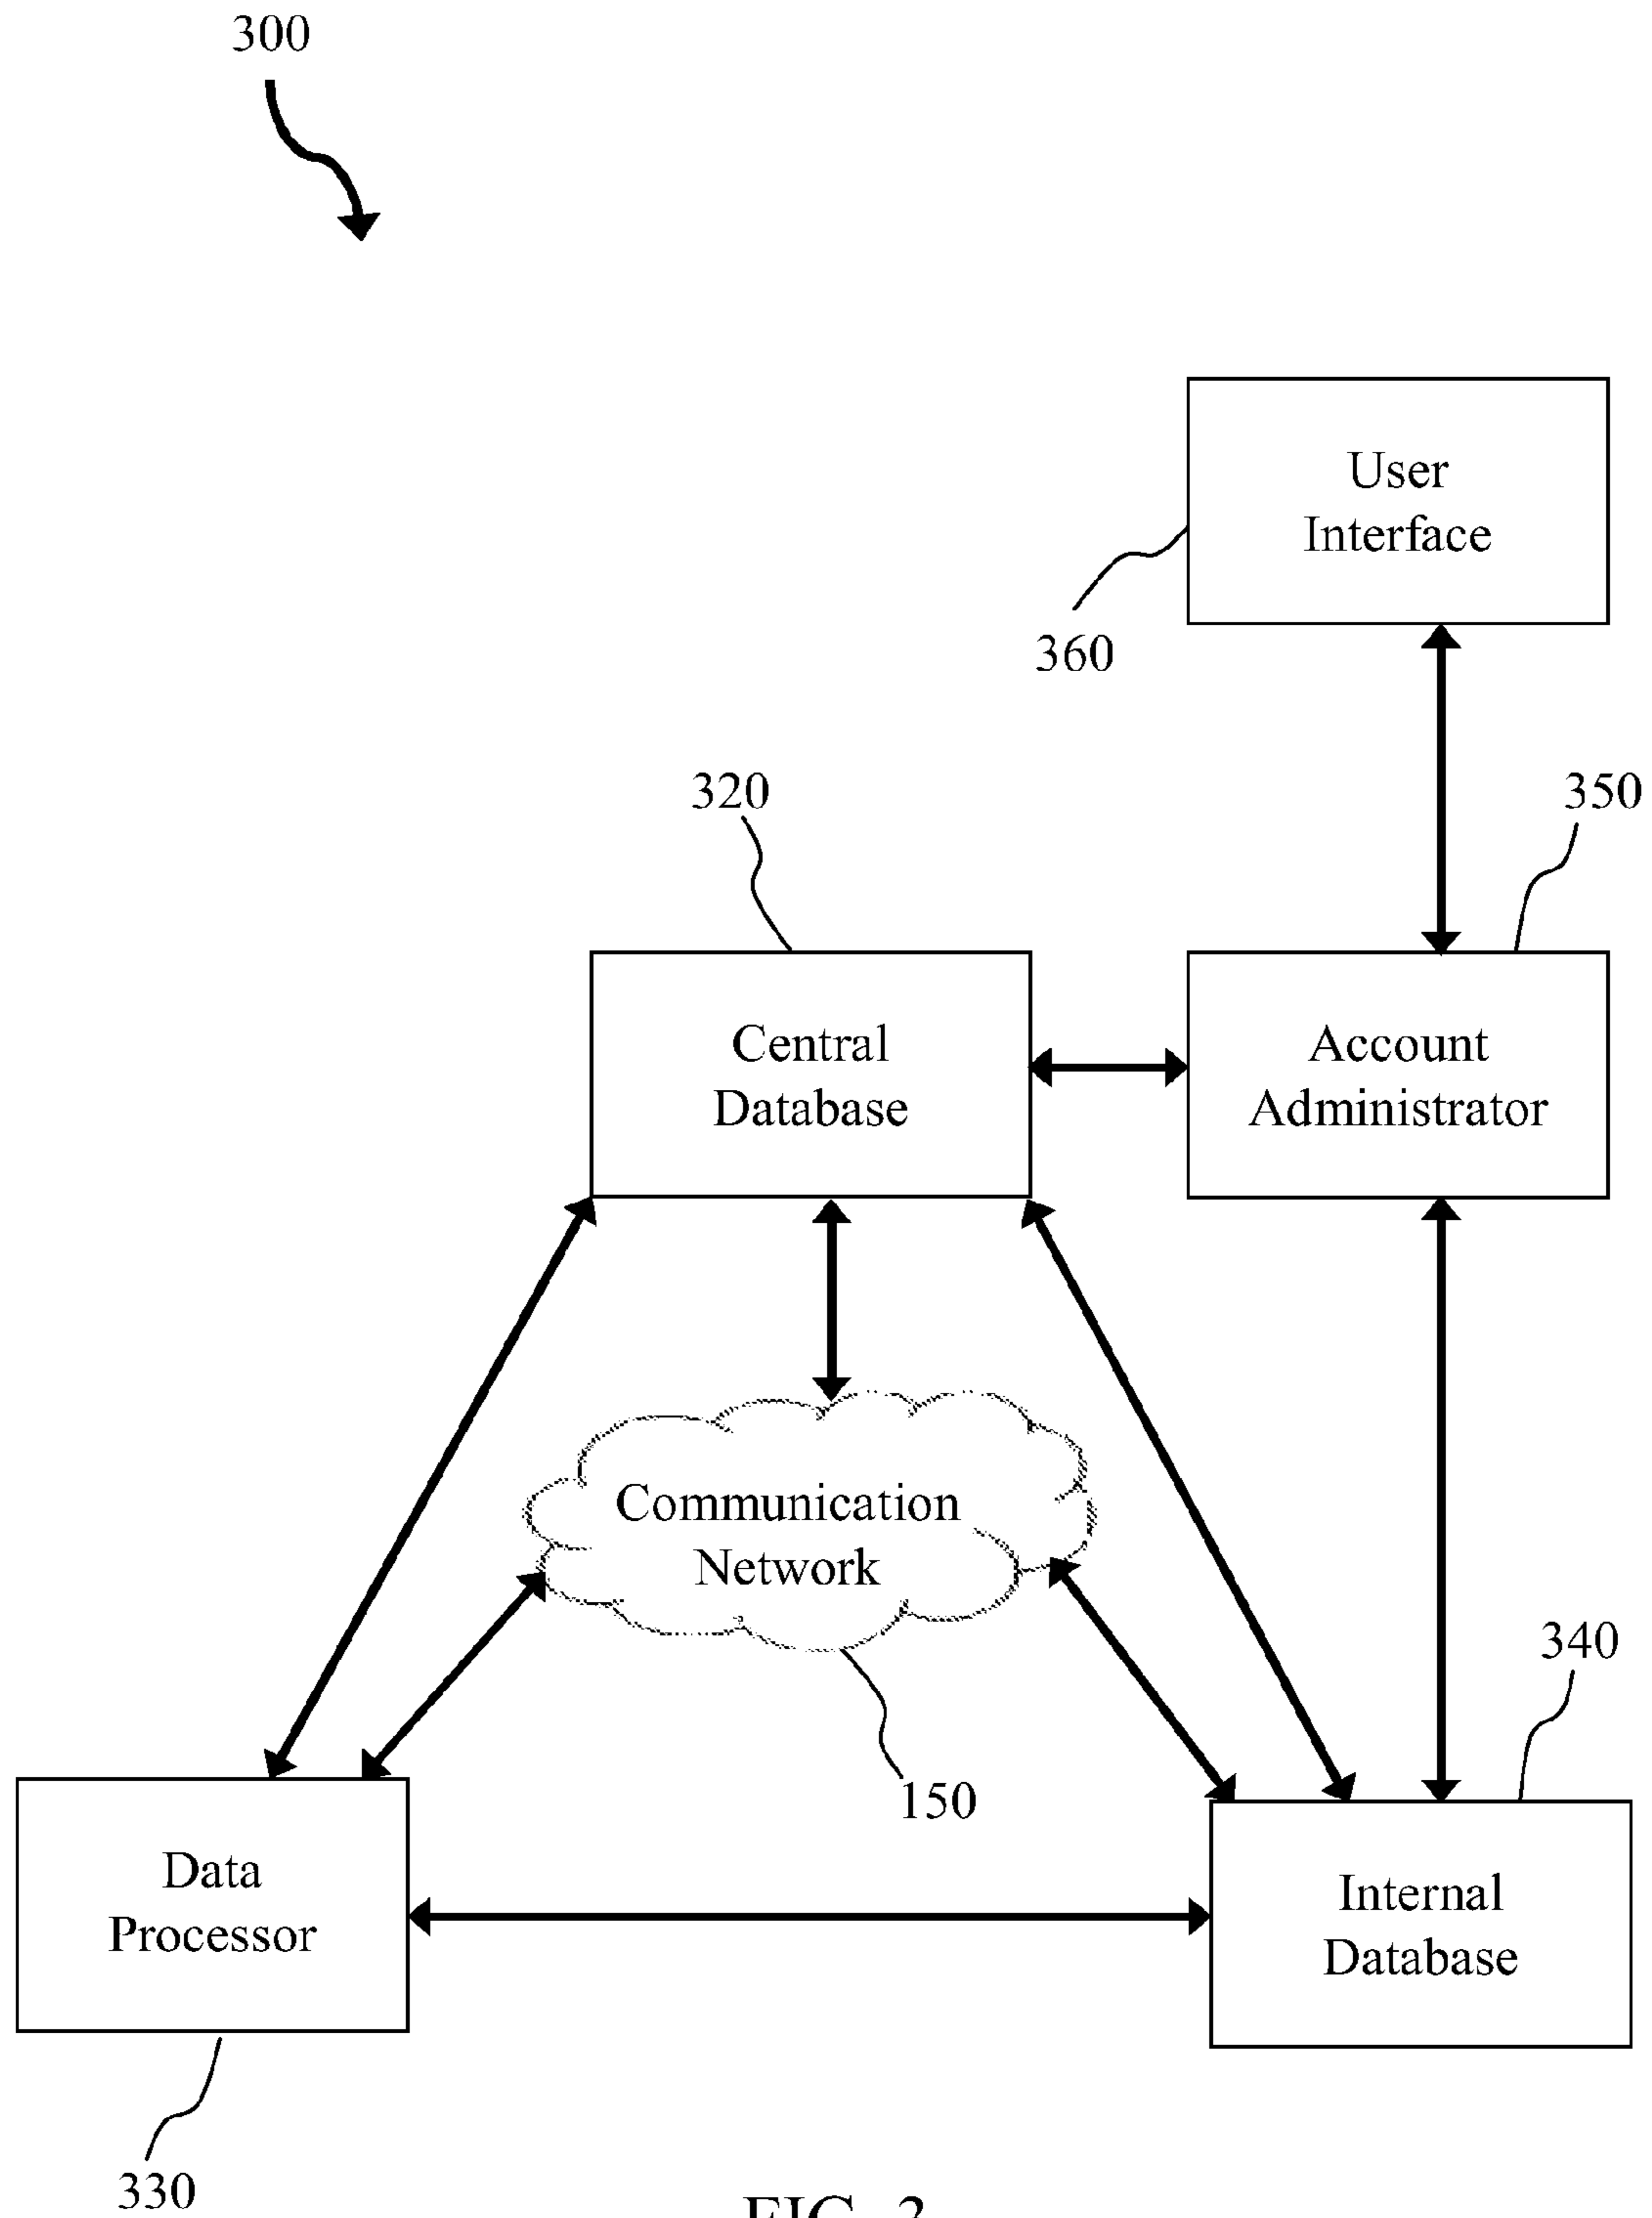 300
User
Interface
360
320
350
Central
Database
Account
Administrator
Communication
Network
340
150
Data
Processor
Internal
Database
330
FIG.